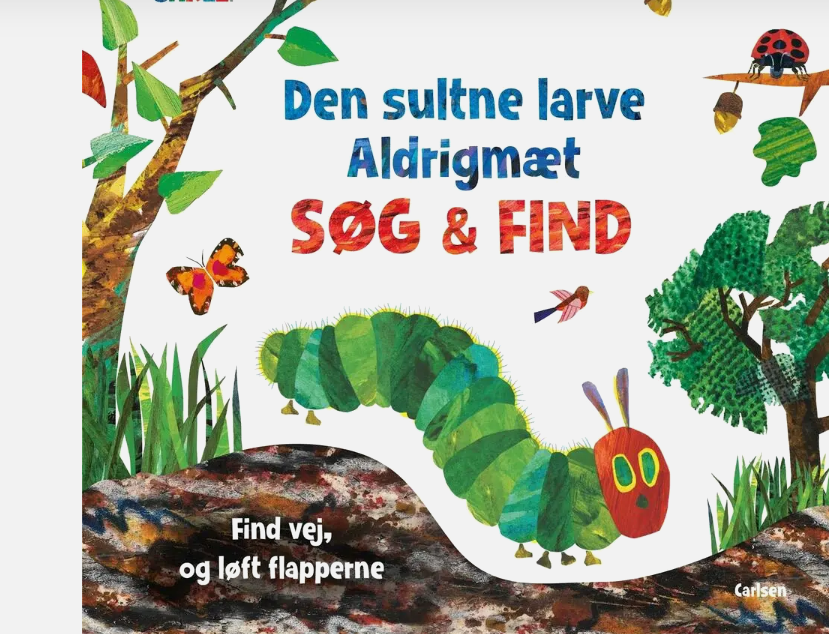 Den sultne larve
Aldrigmæt
SØG & FIND
Find vej,
og løft flapperne
Carlsen